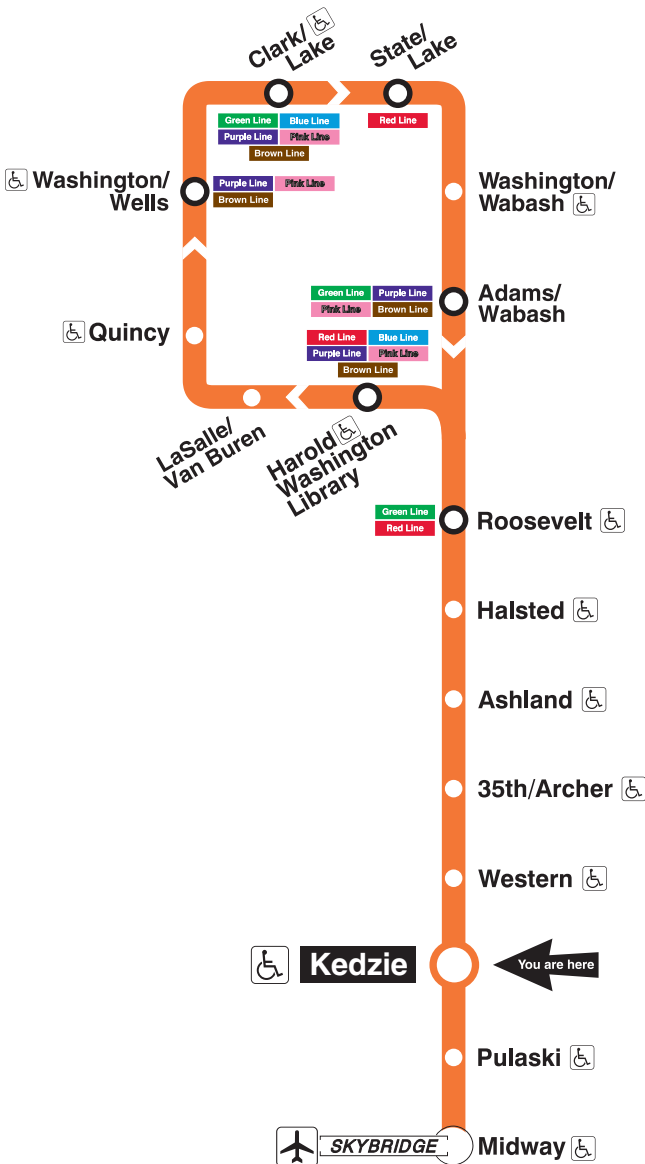 Clark/
Lake
State/
Lake
Green Line Blue Line
Purple Line Pink Line
Brown Line
Red Line
Washington/
Wells
Purple Line Pink Line
Brown Line
Washington/
Wabash
Green Line Purple Line
Pink Line Brown Line
Adams/
Wabash
Quincy
Red Line Blue Line
Purple Line Pink Line
Brown Line
LaSalle/
Van Buren
Harold
Washington
Library
Green Line
Red Line
Roosevelt
Halsted
Ashland
35th/Archer
Western
Kedzie
You are here
Pulaski
SKYBRIDGE
Midway